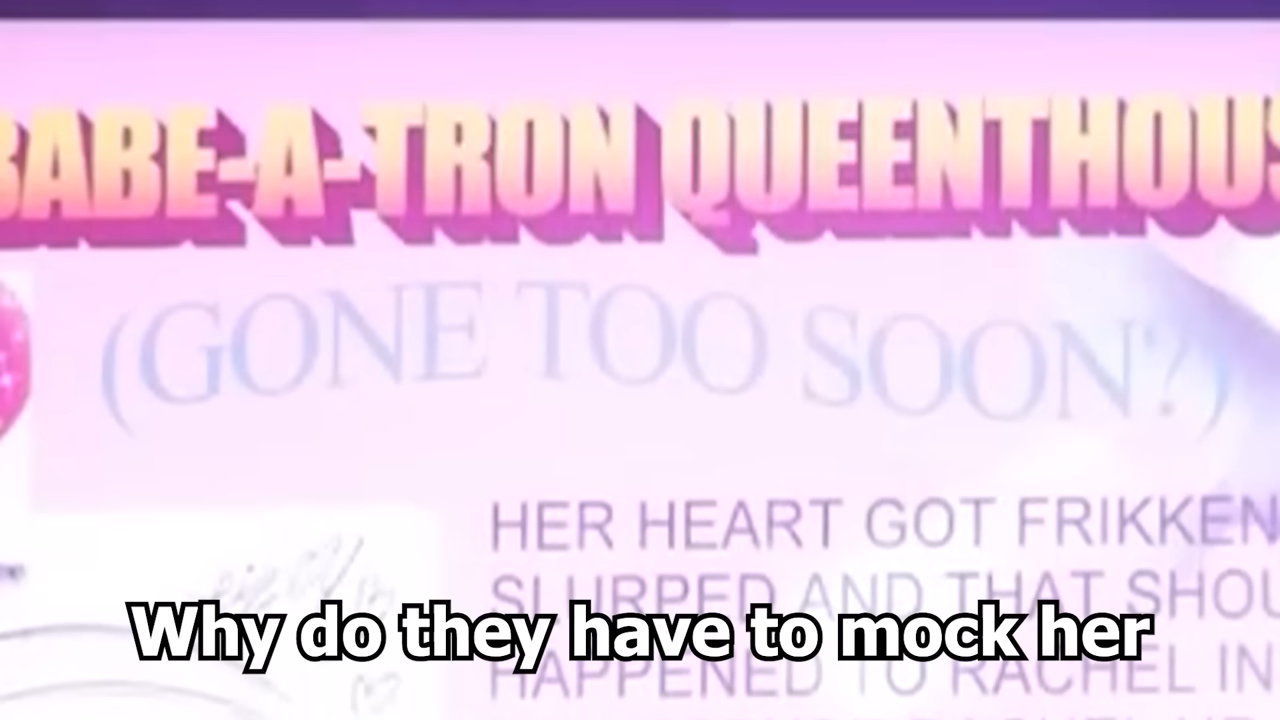 BABE-A-TRON QUEENTHOUS
(GONE TOO SOON?)
HER HEART GOT FRIKKEN
SLURPED AND THAT SHOU
HAPPENED TO RACHEL IN
Why do they have to mock her